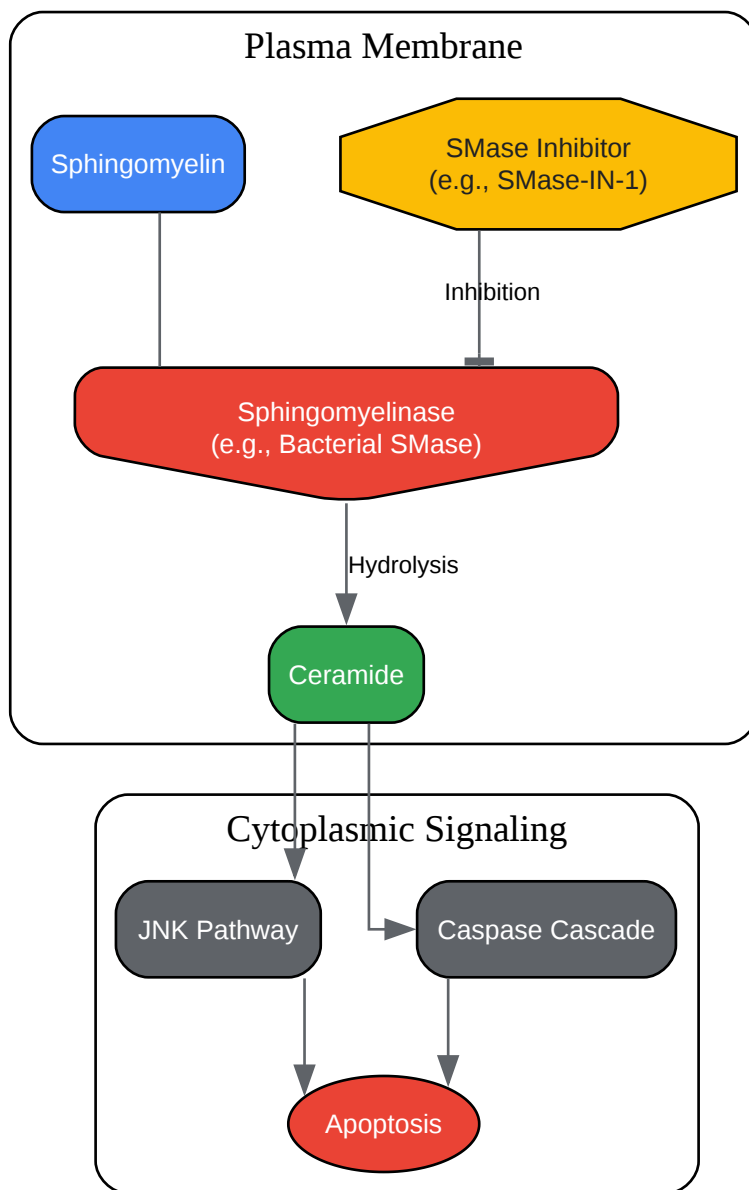 Plasma Membrane
Sphingomyelin
SMase Inhibitor
(e.g., SMase-IN-1)
Inhibition
Sphingomyelinase
(e.g., Bacterial SMase)
Hydrolysis
Ceramide
Cytoplasmic Signaling
JNK Pathway
Caspase Cascade
Apoptosis